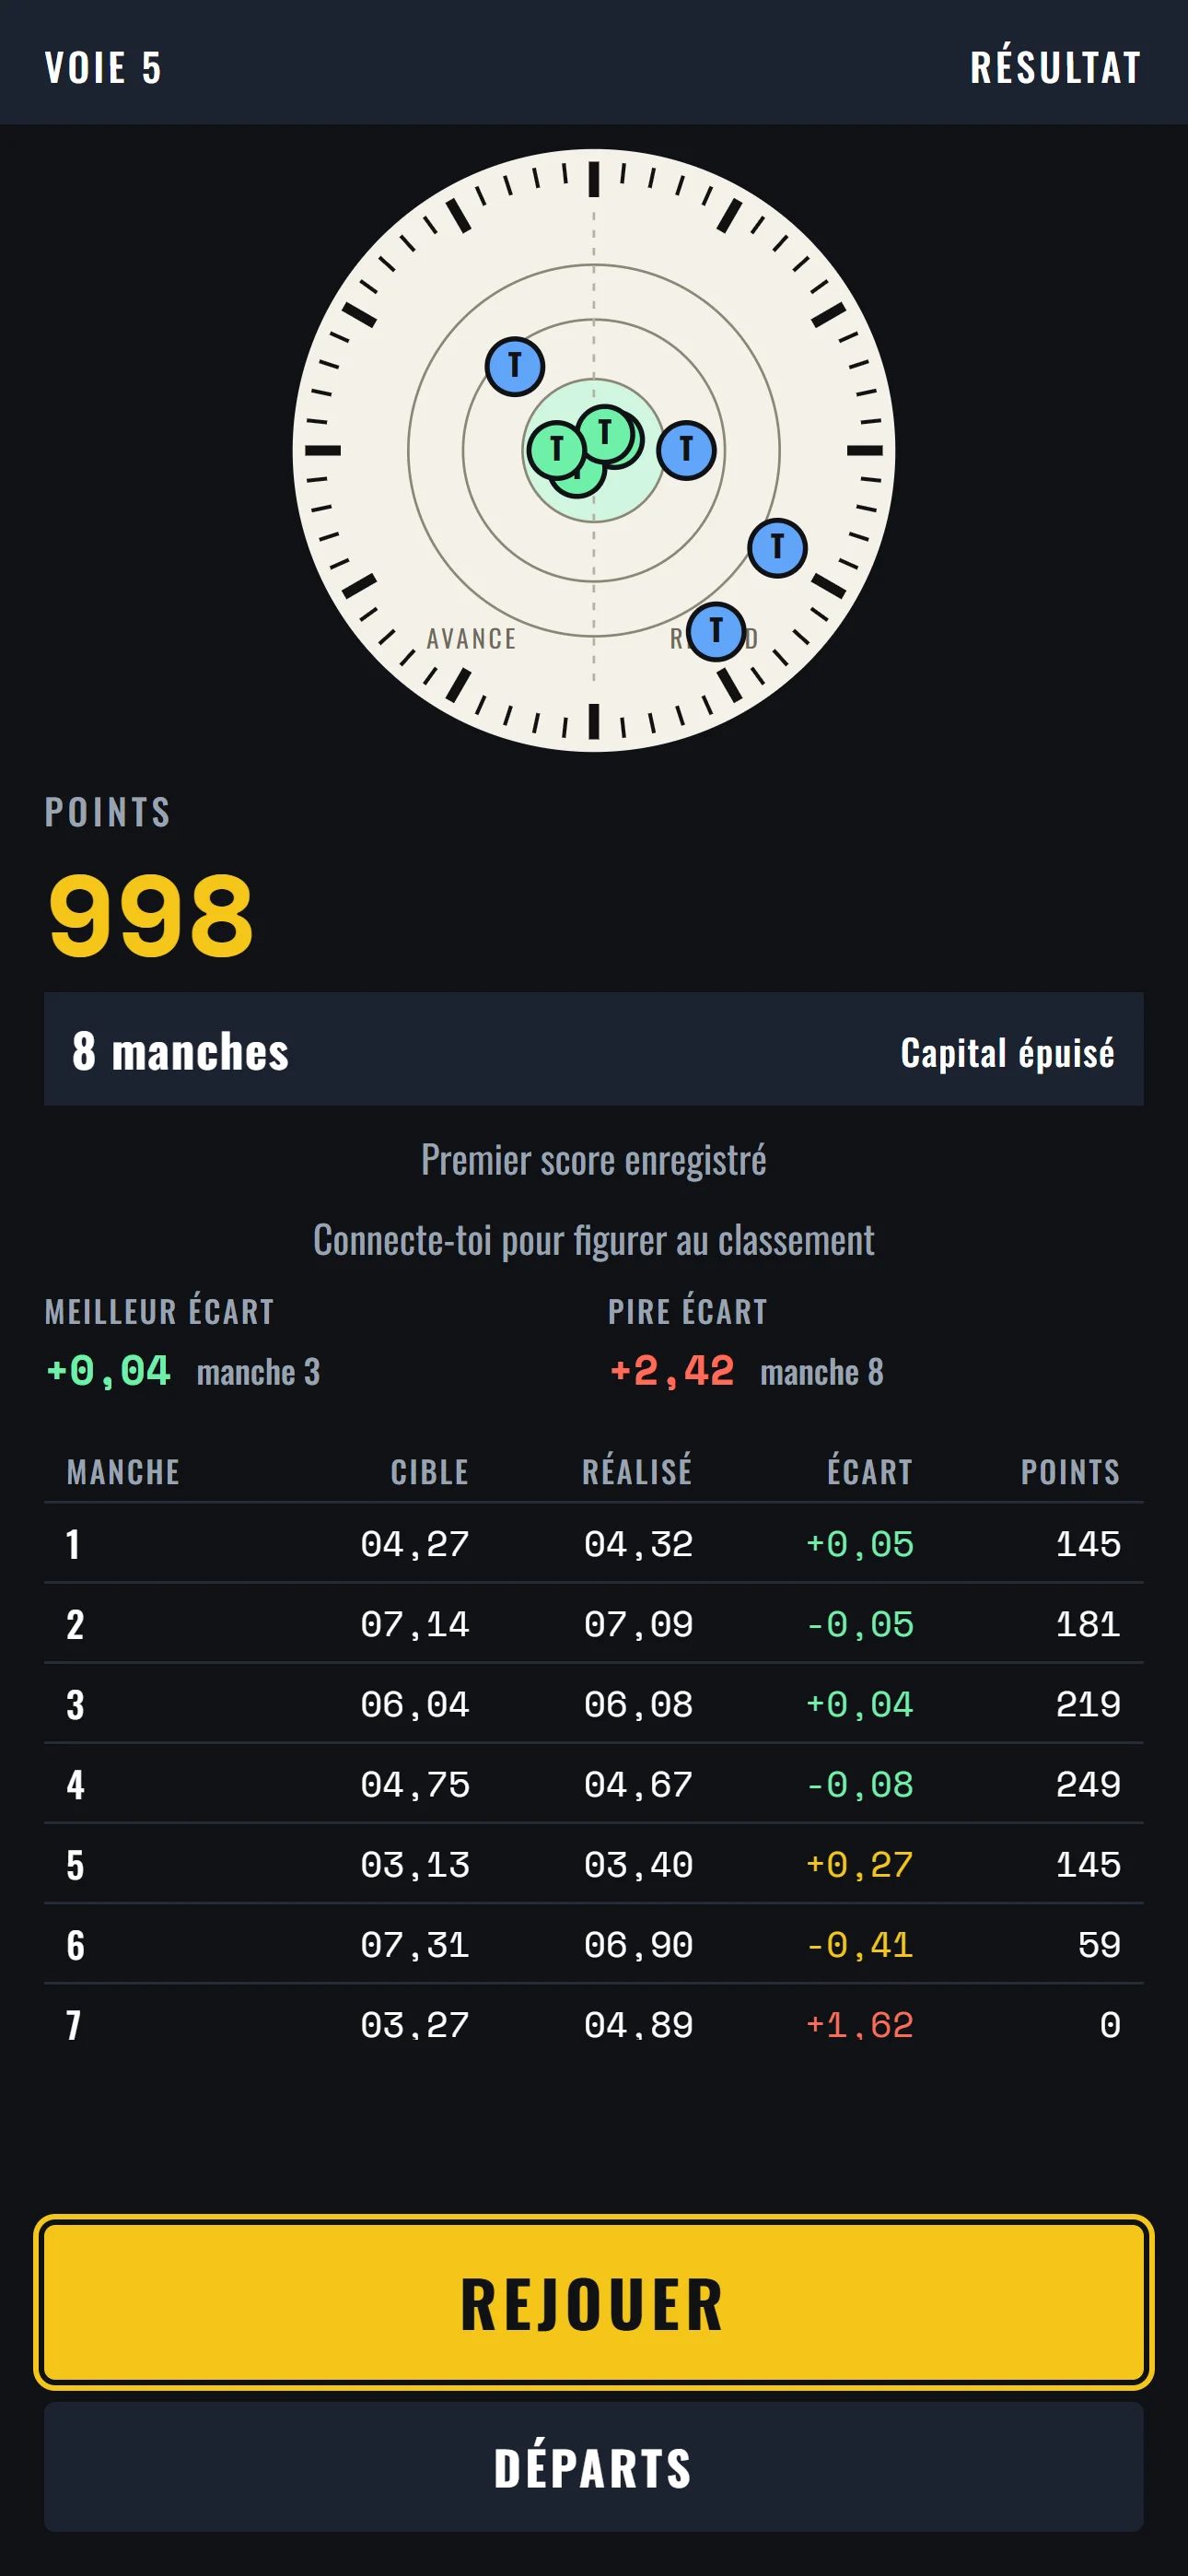 VOIE 5 RÉSULTAT
T
T
T
T
T
T
AVANCE
T
POINTS
998
8 manches Capital épuisé
Premier score enregistré
Connecte-toi pour figurer au classement
MEILLEUR ÉCART PIRE ÉCART
+0,04 manche 3 +2,42 manche 8
MANCHE CIBLE RÉALISÉ ÉCART POINTS
1 04,27 04,32 +0,05 145
2 07,14 07,09 -0,05 181
3 06,04 06,08 +0,04 219
4 04,75 04,67 -0,08 249
5 03,13 03,40 +0,27 145
6 07,31 06,90 -0,41 59
7 03,27 04,89 +1,62 0
REJOUER
DÉPARTS